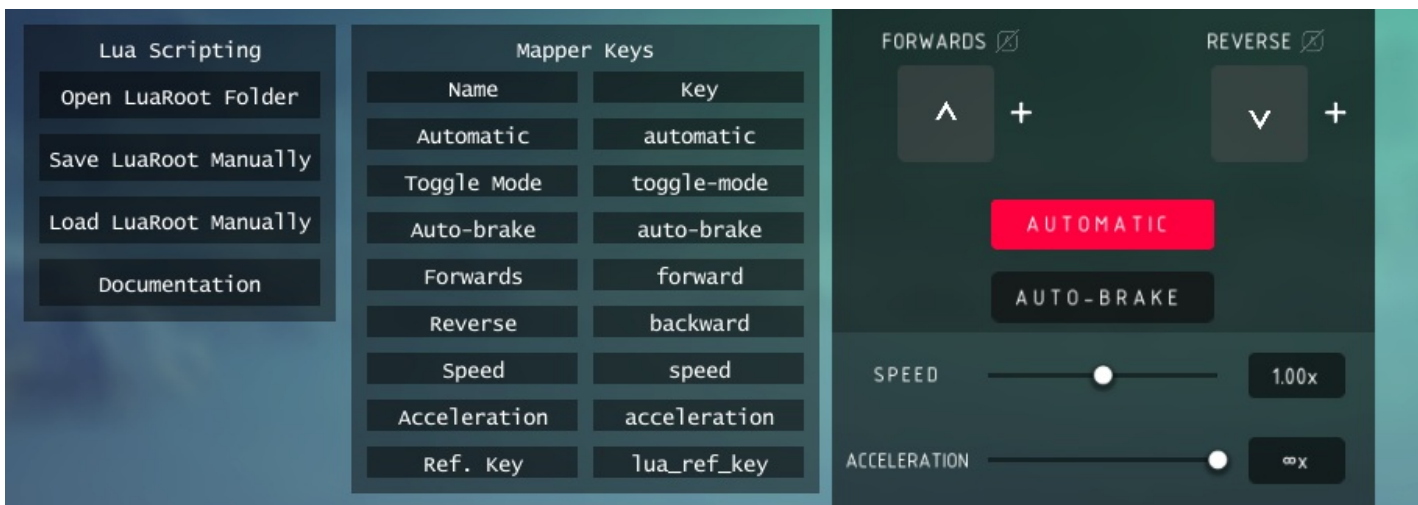 Lua Scripting
Open LuaRoot Folder
Save LuaRoot Manually
Load LuaRoot Manually
Documentation
Mapper Keys
Name Key
Automatic automatic
Toggle Mode toggle-mode
Auto-brake auto-brake
Forwards forward
Reverse backward
Speed speed
Acceleration acceleration
Ref. Key lua_ref_key
FORWARDS REVERSE
^ + v +
AUTOMATIC
AUTO-BRAKE
SPEED 1.00x
ACCELERATION ∞x